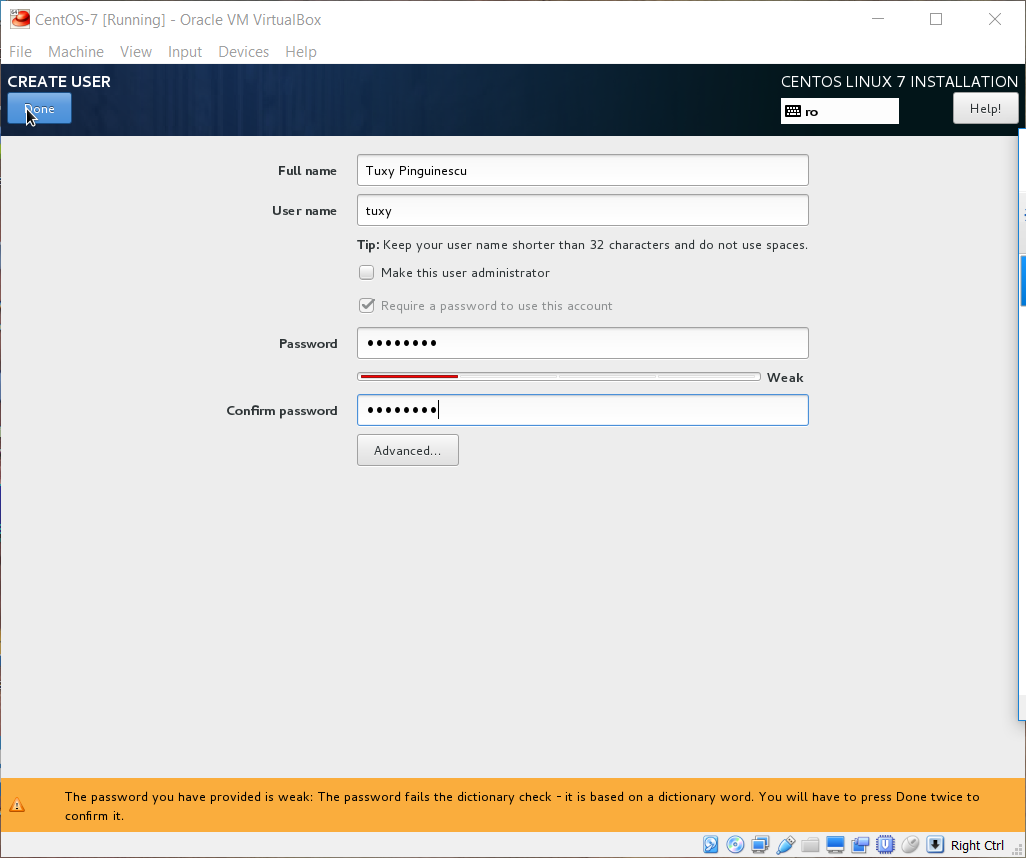 CentOS-7 [Running] - Oracle VM VirtualBox
File Machine View Input Devices Help
CREATE USER
CENTOS LINUX 7 INSTALLATION
Done
ro
Help!
Full name Tuxy Pinguinescu
User name tuxy
Tip: Keep your user name shorter than 32 characters and do not use spaces.
Make this user administrator
Require a password to use this account
Password ••••••••
Weak
Confirm password ••••••••
Advanced...
The password you have provided is weak: The password fails the dictionary check - it is based on a dictionary word. You will have to press Done twice to
confirm it.
Right Ctrl